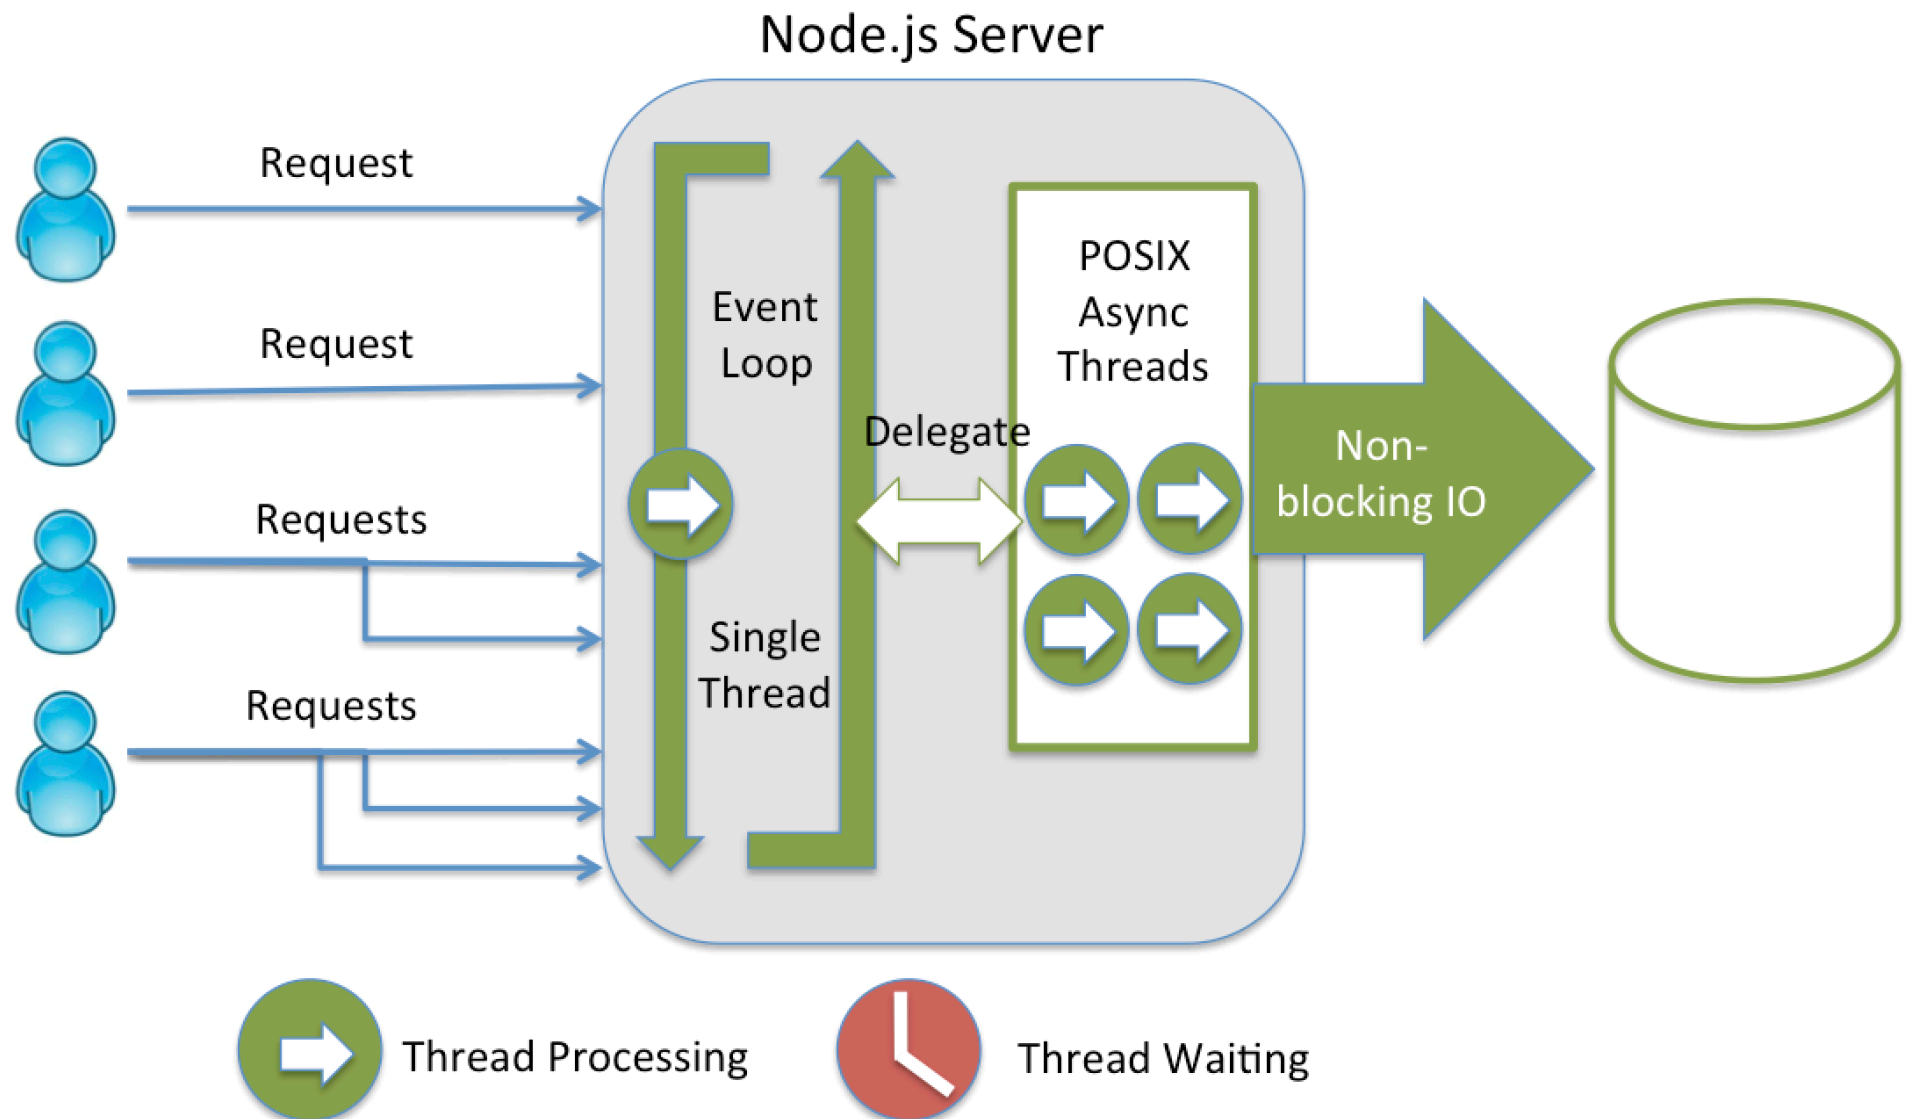 Node.js Server
Request
Request
Requests
Requests
Event
Loop
Single
Thread
Delegate
POSIX
Async
Threads
Non-
blocking IO
Thread Processing
Thread Waiting